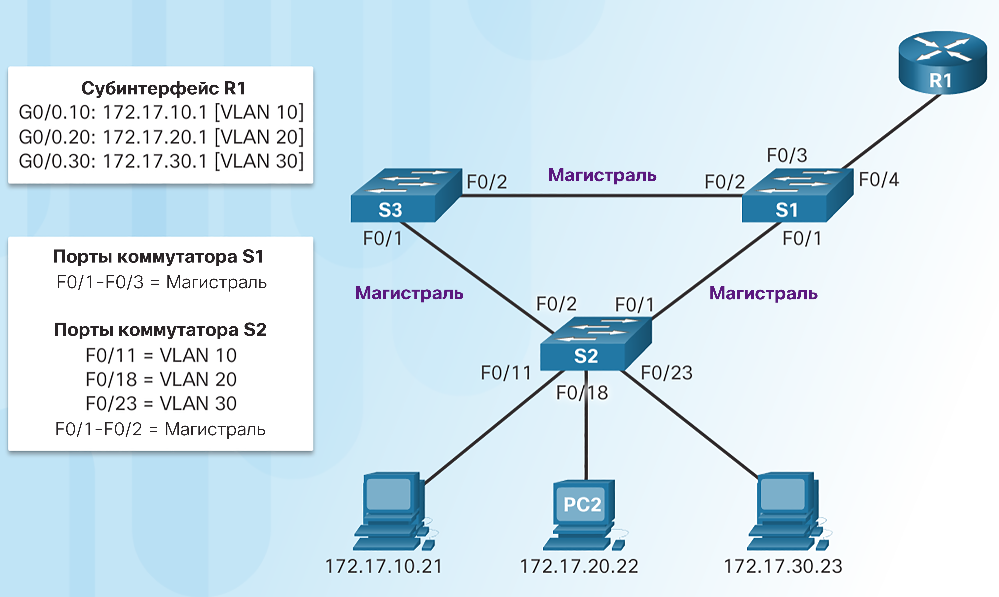 Субинтерфейс R1
G0/0.10: 172.17.10.1 [VLAN 10]
G0/0.20: 172.17.20.1 [VLAN 20]
G0/0.30: 172.17.30.1 [VLAN 30]
Порты коммутатора S1
F0/1-F0/3 = Магистраль
Порты коммутатора S2
F0/11 = VLAN 10
F0/18 = VLAN 20
F0/23 = VLAN 30
F0/1-F0/2 = Магистраль
R1
F0/3
F0/2
Магистраль
F0/2
F0/4
S3
S1
F0/1
F0/1
Магистраль
Магистраль
F0/2
F0/1
S2
F0/11
F0/23
F0/18
PC2
172.17.10.21
172.17.20.22
172.17.30.23